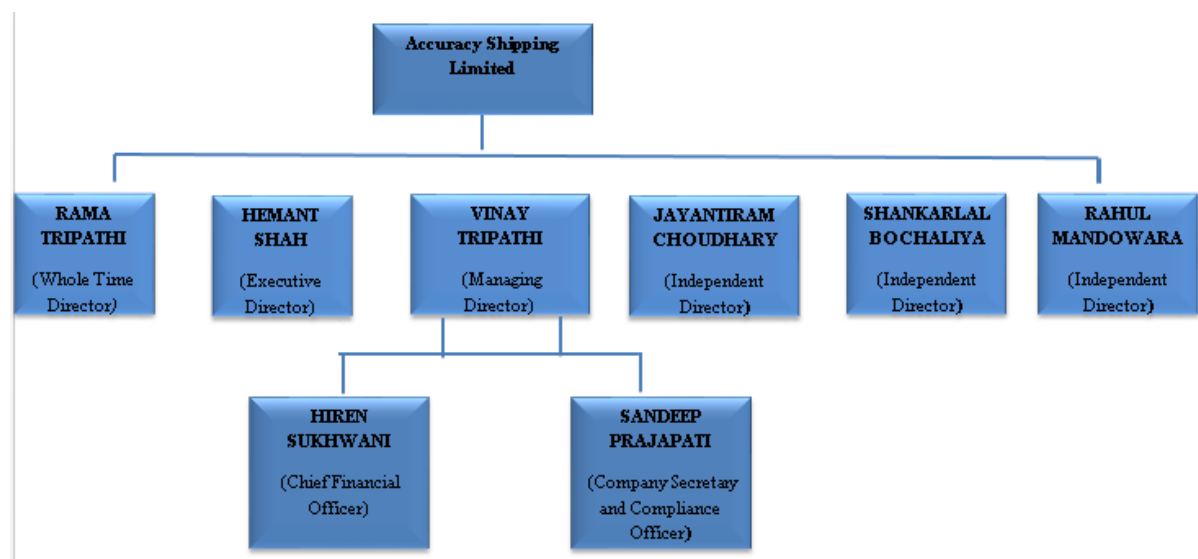 Accuracy Shipping
Limited
RAMA
TRIPATHI
(Whole Time
Director)
HEMANT
SHAH
(Executive
Director)
VINAY
TRIPATHI
(Managing
Director)
JAYANTIRAM
CHOUDHARY
(Independent
Director)
SHANKARLAL
BOCHALIYA
(Independent
Director)
RAHUL
MANDOWARA
(Independent
Director)
HIREN
SUKHWANI
(Chief Financial
Officer)
SANDEEP
PRAJAPATI
(Company Secretary
and Compliance
Officer)